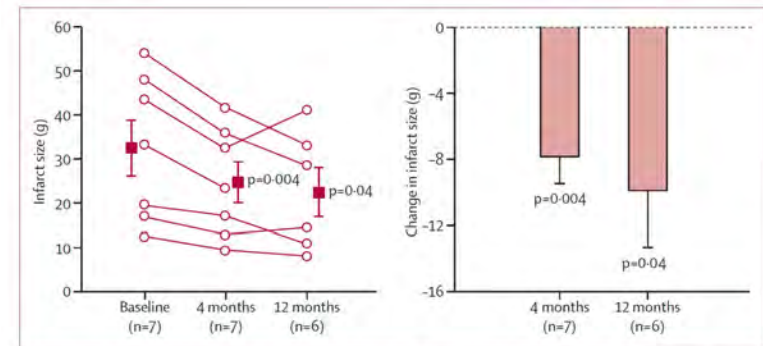 60
50
40
30
20
10
0
Infarct size (g)
p=0·004
p=0·04
Baseline
(n=7)
4 months
(n=7)
12 months
(n=6)
0
–4
–8
–12
–16
Change in infarct size (g)
p=0·004
p=0·04
4 months
(n=7)
12 months
(n=6)